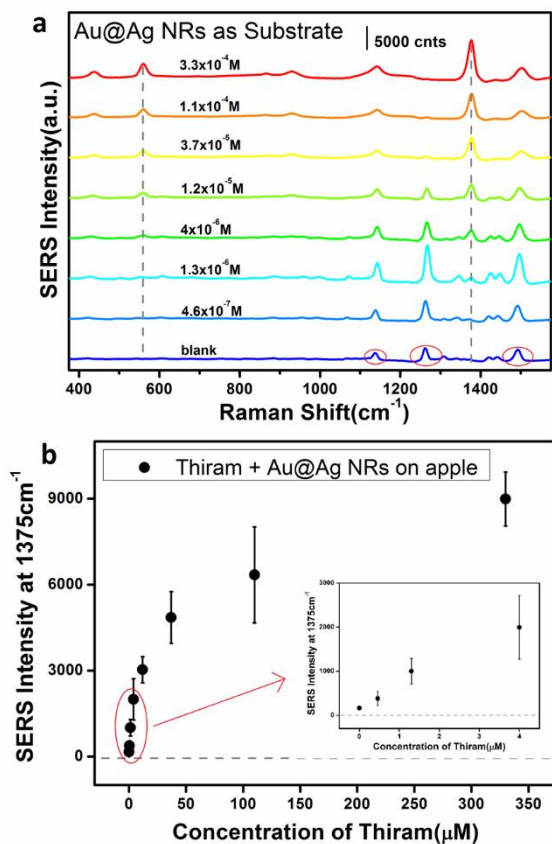 a
Au@Ag NRs as Substrate
5000 cnts
3.3x10⁻⁴M
1.1x10⁻⁴M
3.7x10⁻⁵M
1.2x10⁻⁵M
4x10⁻⁶M
1.3x10⁻⁶M
4.6x10⁻⁷M
blank
SERS Intensity(a.u.)
400 600 800 1000 1200 1400
Raman Shift(cm⁻¹)
b
Thiram + Au@Ag NRs on apple
SERS Intensity at 1375cm⁻¹
9000
6000
3000
0
0 50 100 150 200 250 300 350
Concentration of Thiram(μM)
SERS Intensity at 1375cm⁻¹
3000
2000
1000
0
0 1 2 3 4
Concentration of Thiram(μM)